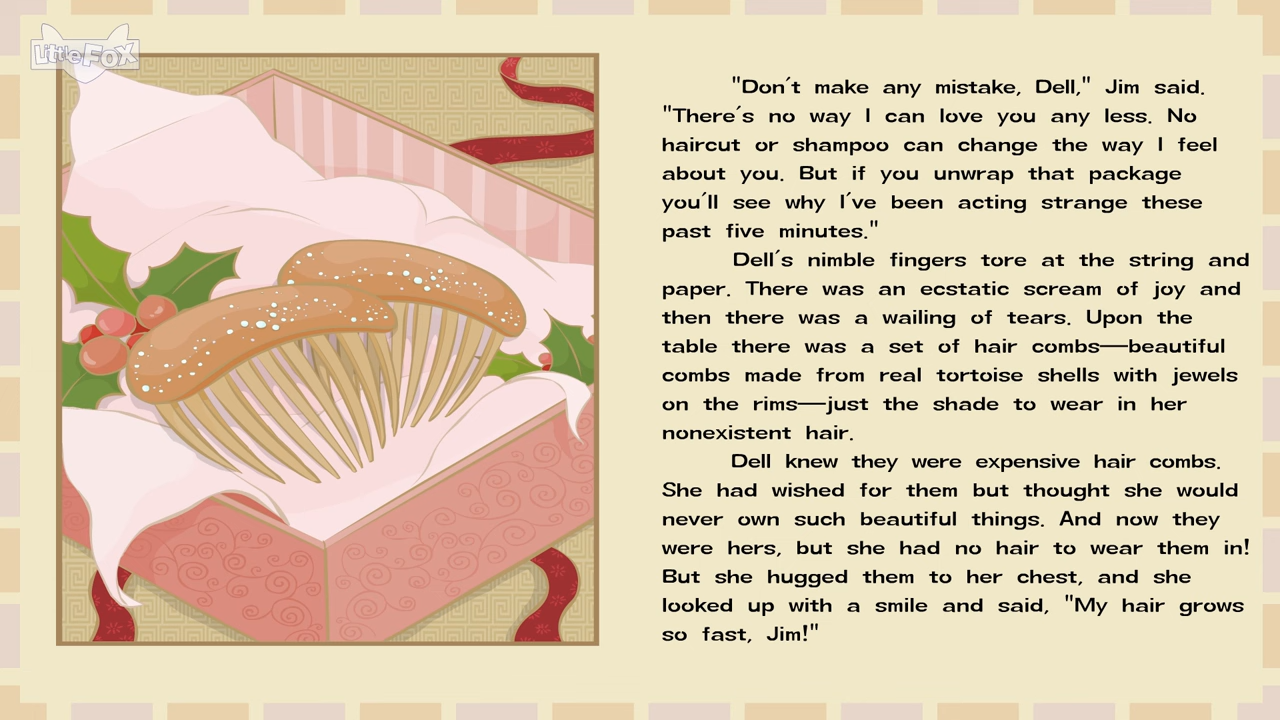 Little FOX
"Don't make any mistake, Dell," Jim said.
"There's no way I can love you any less. No
haircut or shampoo can change the way I feel
about you. But if you unwrap that package
you'll see why I've been acting strange these
past five minutes."
Dell's nimble fingers tore at the string and
paper. There was an ecstatic scream of joy and
then there was a wailing of tears. Upon the
table there was a set of hair combs—beautiful
combs made from real tortoise shells with jewels
on the rims—just the shade to wear in her
nonexistent hair.
Dell knew they were expensive hair combs.
She had wished for them but thought she would
never own such beautiful things. And now they
were hers, but she had no hair to wear them in!
But she hugged them to her chest, and she
looked up with a smile and said, "My hair grows
so fast, Jim!"